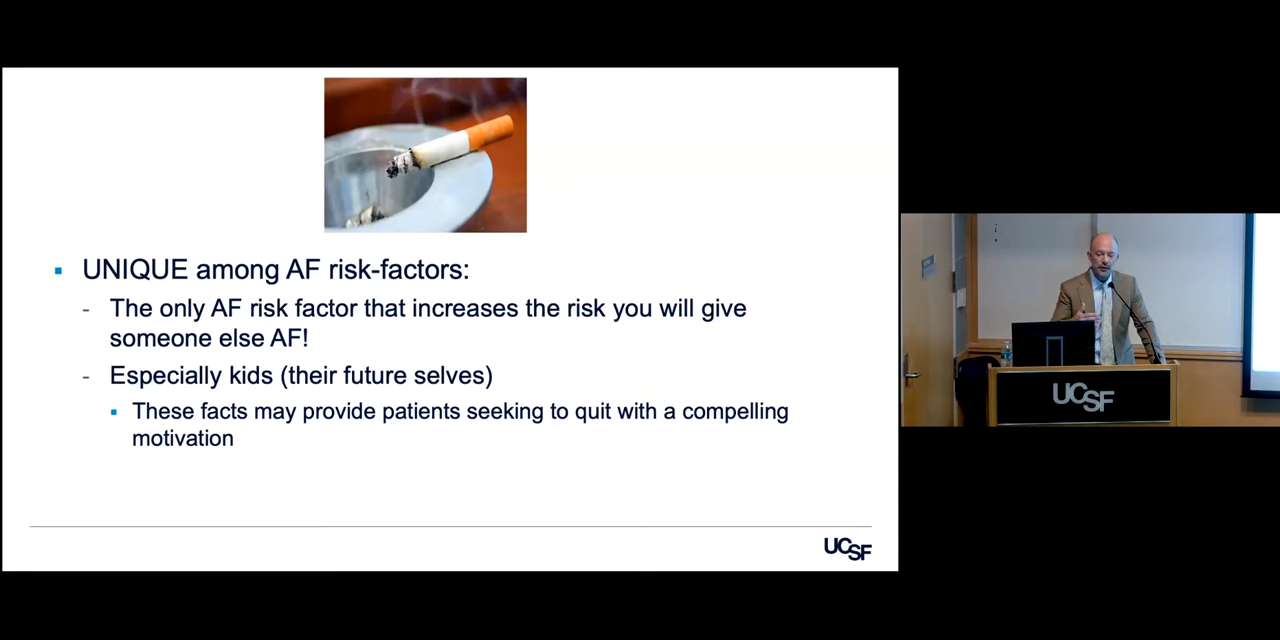 UNIQUE among AF risk-factors:
- The only AF risk factor that increases the risk you will give
someone else AF!
- Especially kids (their future selves)
These facts may provide patients seeking to quit with a compelling
motivation
UCSF
UCSF